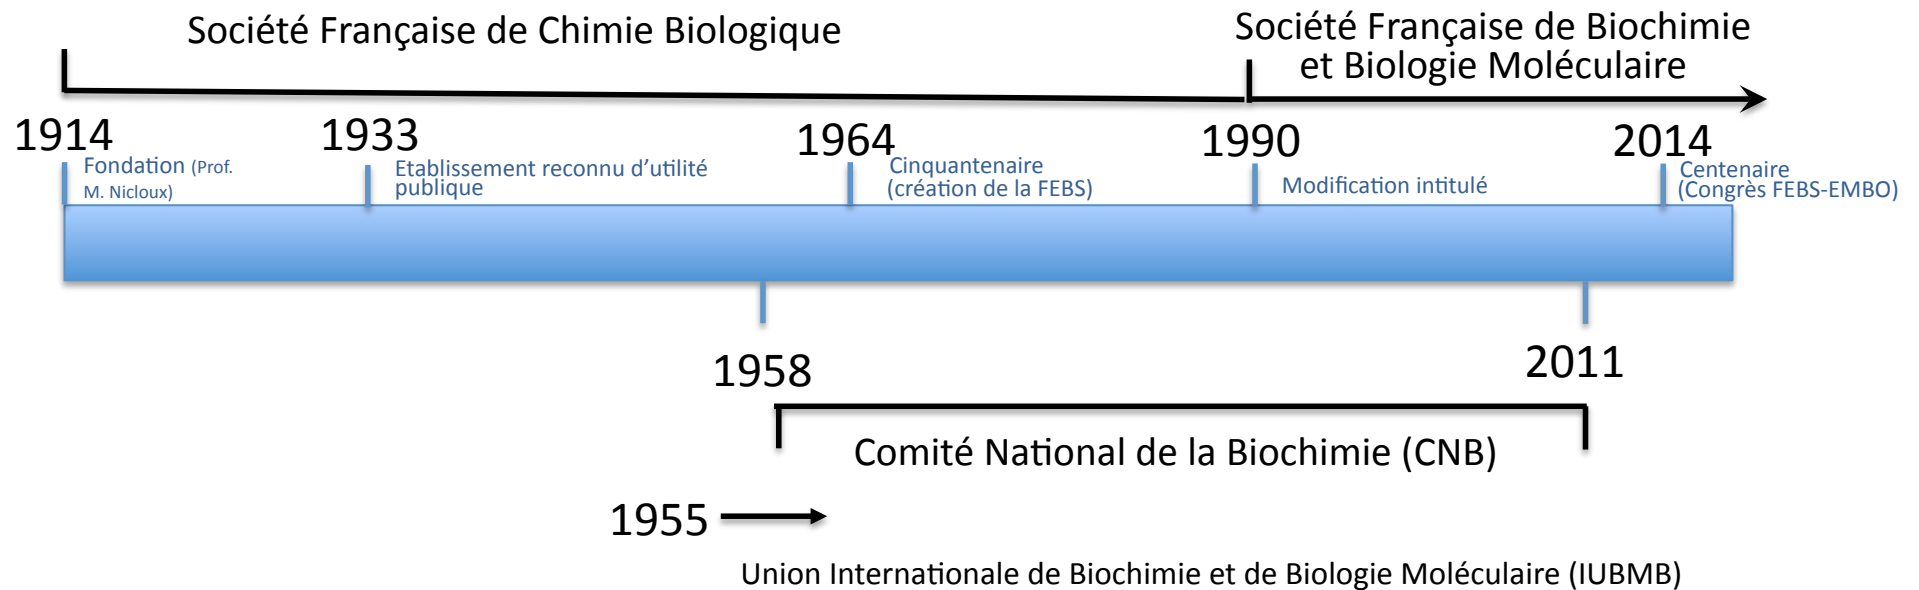 Société Française de Chimie Biologique
Société Française de Biochimie
et Biologie Moléculaire
1914
1933
1964
1990
2014
Fondation (Prof.
M. Nicloux)
Etablissement reconnu d’utilité
publique
Cinquantenaire
(création de la FEBS)
Modification intitulé
Centenaire
(Congrès FEBS-EMBO)
1958
2011
Comité National de la Biochimie (CNB)
1955
Union Internationale de Biochimie et de Biologie Moléculaire (IUBMB)